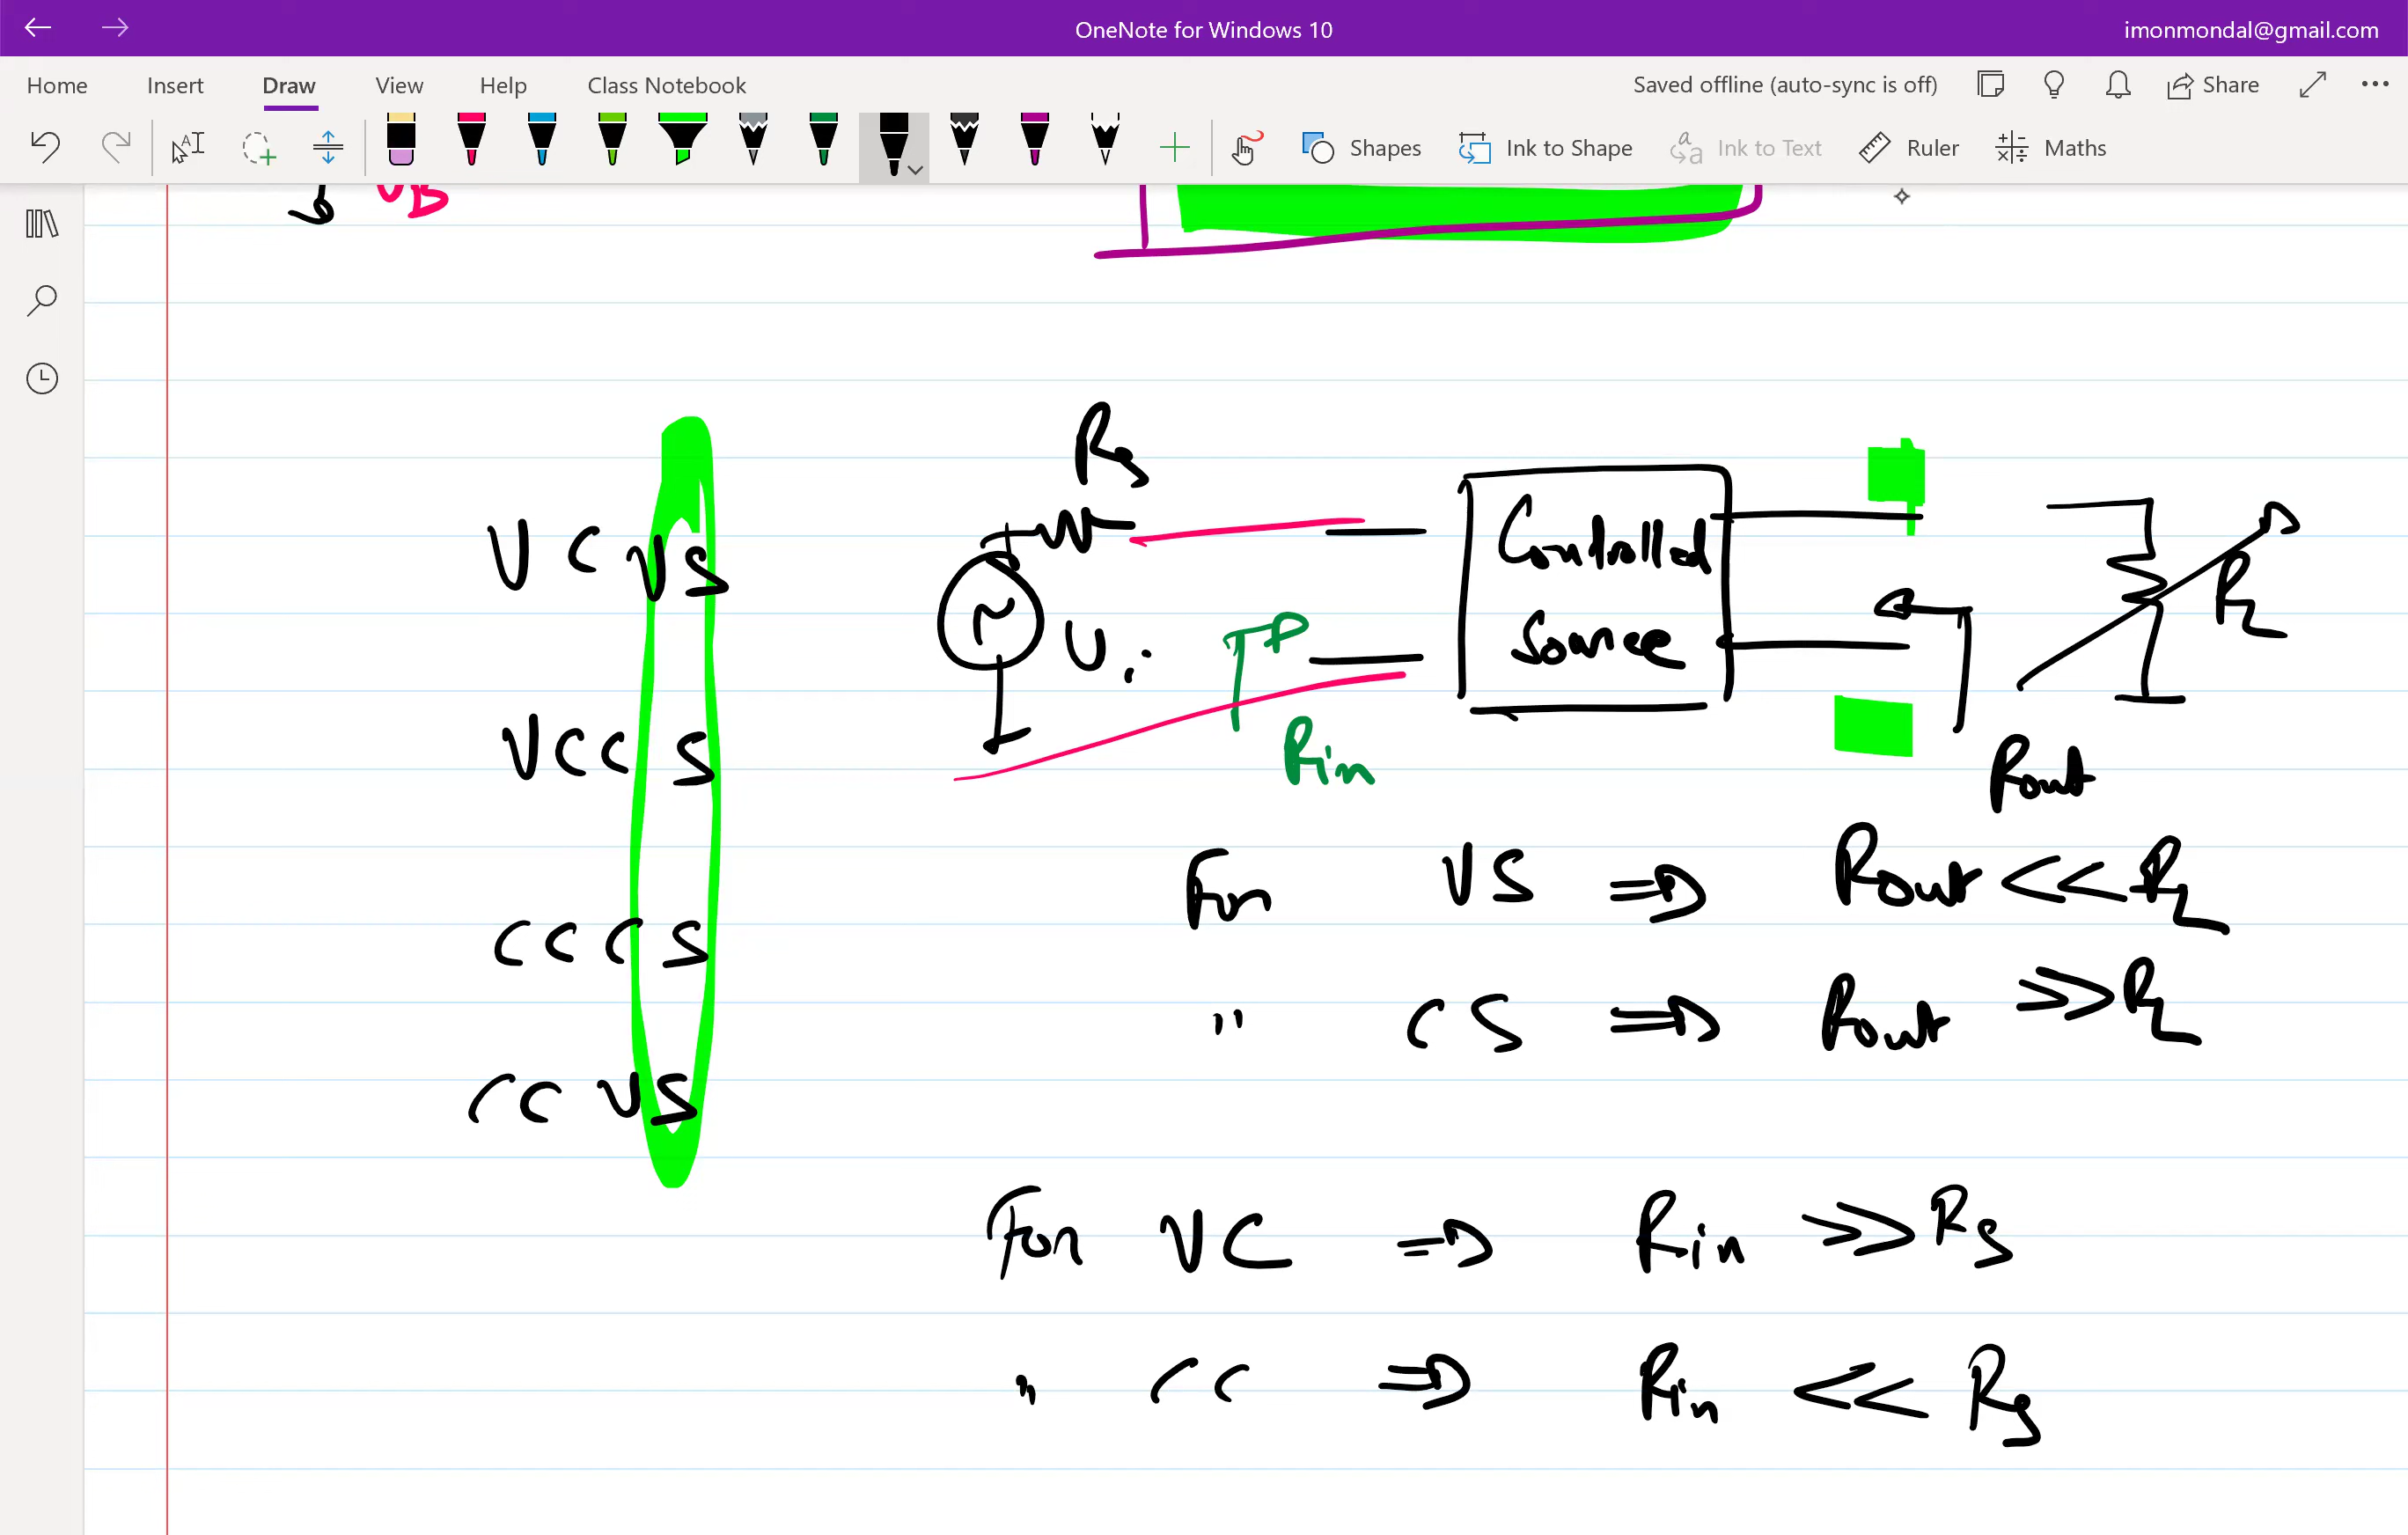 OneNote for Windows 10
imonmondal@gmail.com
Home Insert Draw View Help Class Notebook
Saved offline (auto-sync is off) Share
Shapes Ink to Shape Ink to Text Ruler Maths
VB
Rs
VCVS
Controlled
Source
Vi
RL
Rin
Rout
VCCS
For VS ⇒ Rout << RL
CCCS
" CS ⇒ Rout >> RL
CCVS
For VC ⇒ Rin >> Rs
" CC ⇒ Rin << Rs